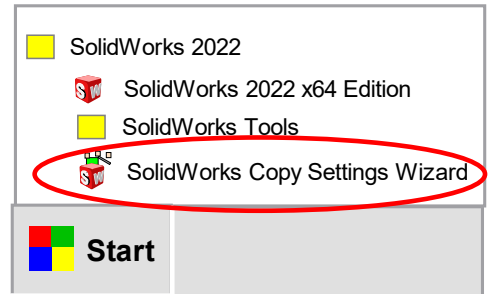 SolidWorks 2022
SolidWorks 2022 x64 Edition
SolidWorks Tools
SolidWorks Copy Settings Wizard
Start